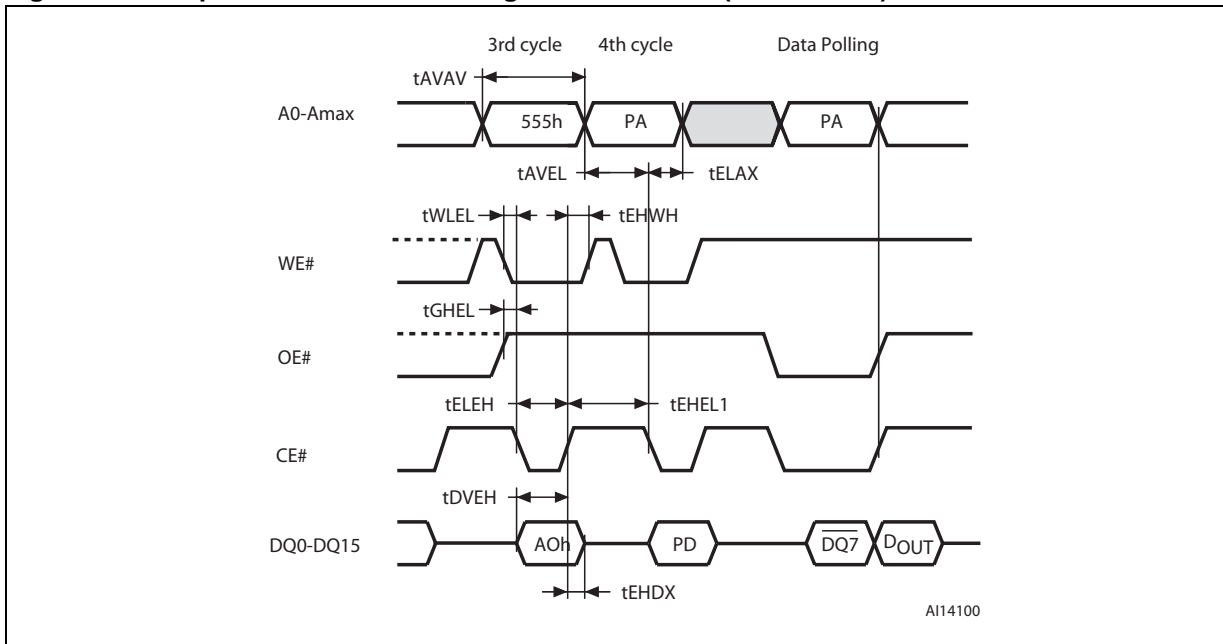 3rd cycle 4th cycle Data Polling
tAVAV
A0-Amax 555h PA PA
tAVEL tELAX
tWLEL tEHWH
WE#
tGHEL
OE#
tELEH tEHEL1
CE#
tDVEH
DQ0-DQ15 AOh PD DQ7 DOUT
tEHDX
AI14100